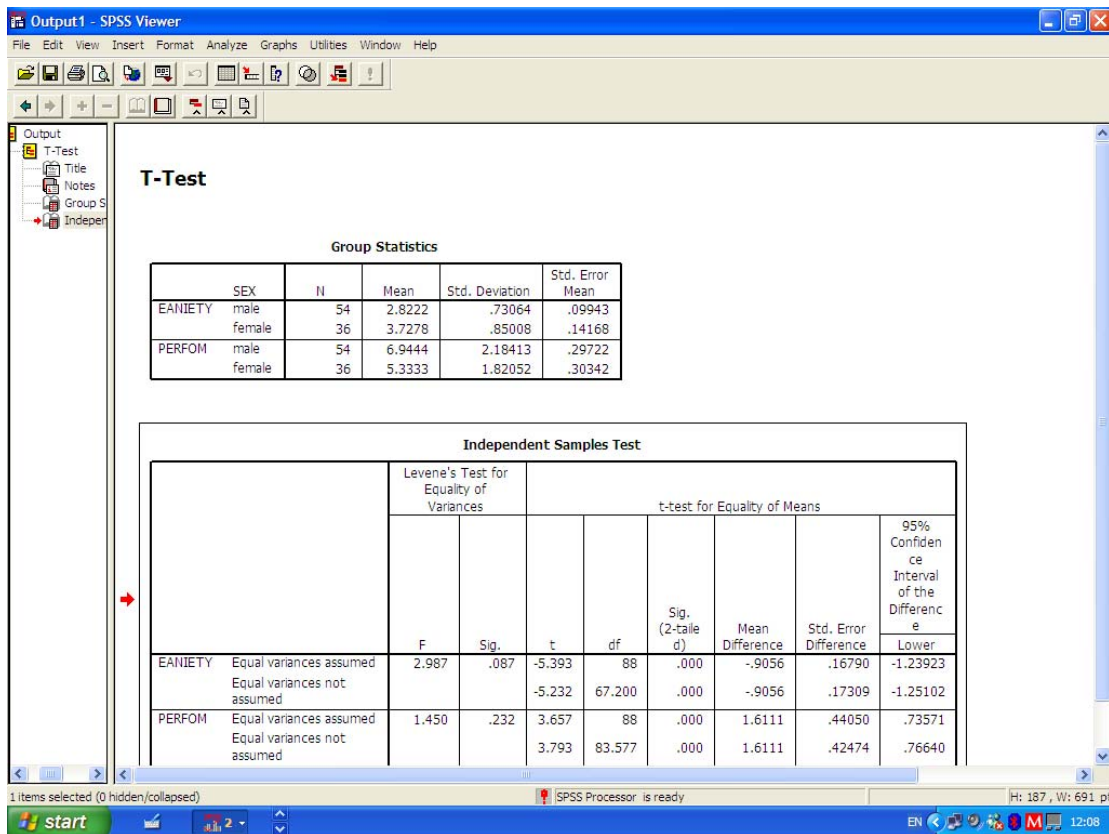 Output1 - SPSS Viewer
File Edit View Insert Format Analyze Graphs Utilities Window Help
Output
T-Test
Title
Notes
Group S
Indepen
T-Test
Group Statistics
SEX N Mean Std. Deviation Std. Error Mean
EANIETY male 54 2.8222 .73064 .09943
female 36 3.7278 .85008 .14168
PERFOM male 54 6.9444 2.18413 .29722
female 36 5.3333 1.82052 .30342
Independent Samples Test
Levene's Test for Equality of Variances
t-test for Equality of Means
F Sig. t df Sig. (2-taile d) Mean Difference Std. Error Difference 95% Confiden ce Interval of the Differenc e Lower
EANIETY Equal variances assumed 2.987 .087 -5.393 88 .000 -.9056 .16790 -1.23923
Equal variances not assumed -5.232 67.200 .000 -.9056 .17309 -1.25102
PERFOM Equal variances assumed 1.450 .232 3.657 88 .000 1.6111 .44050 .73571
Equal variances not assumed 3.793 83.577 .000 1.6111 .42474 .76640
1 items selected (0 hidden/collapsed) SPSS Processor is ready H: 187 , W: 691 pt
start 2 EN M 12:08